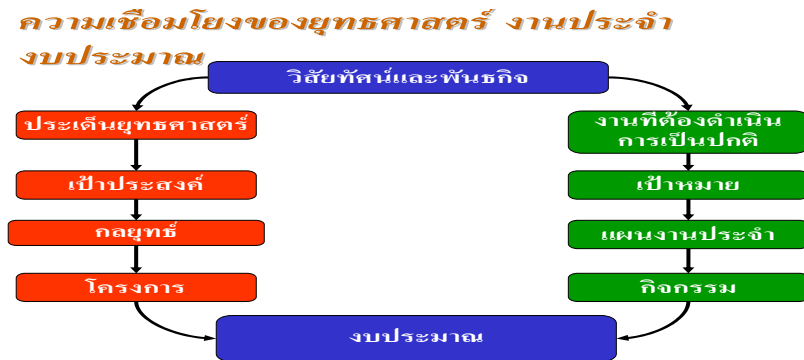 ความเชื่อมโยงของยุทธศาสตร์ งานประจำ
งบประมาณ
วิสัยทัศน์และพันธกิจ
ประเด็นยุทธศาสตร์
เป้าประสงค์
กลยุทธ์
โครงการ
งานที่ต้องดำเนิน
การเป็นปกติ
เป้าหมาย
แผนงานประจำ
กิจกรรม
งบประมาณ